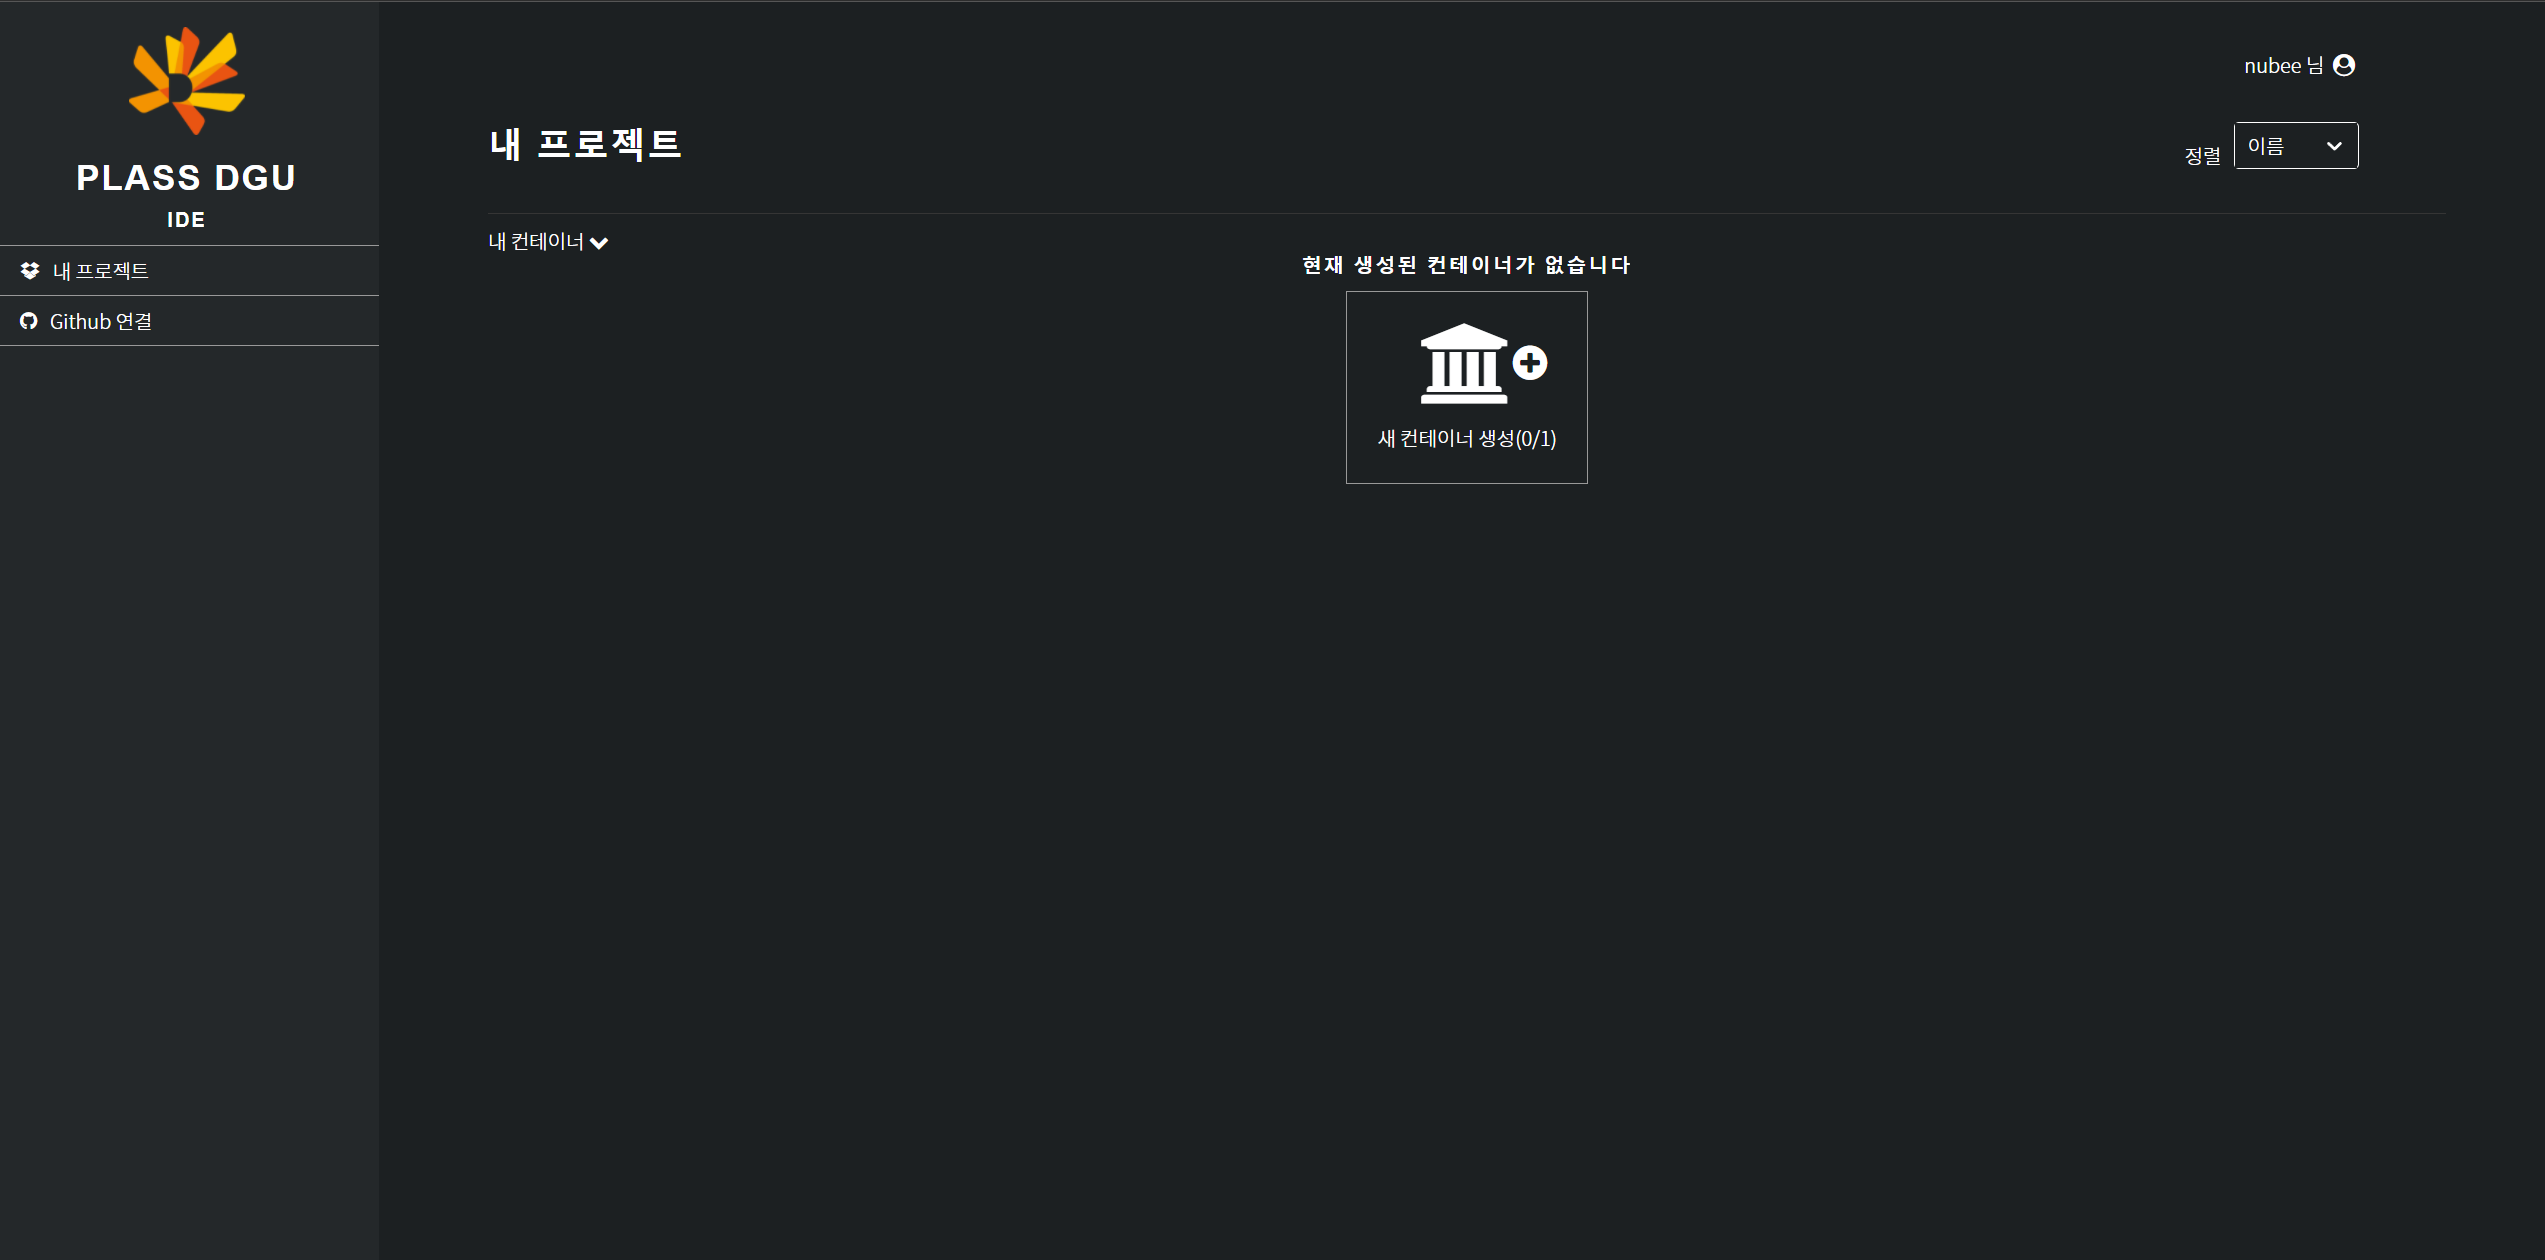 PLASS DGU
IDE
내 프로젝트
Github 연결
nubee 님
내 프로젝트
정렬 이름
내 컨테이너
현재 생성된 컨테이너가 없습니다
새 컨테이너 생성(0/1)